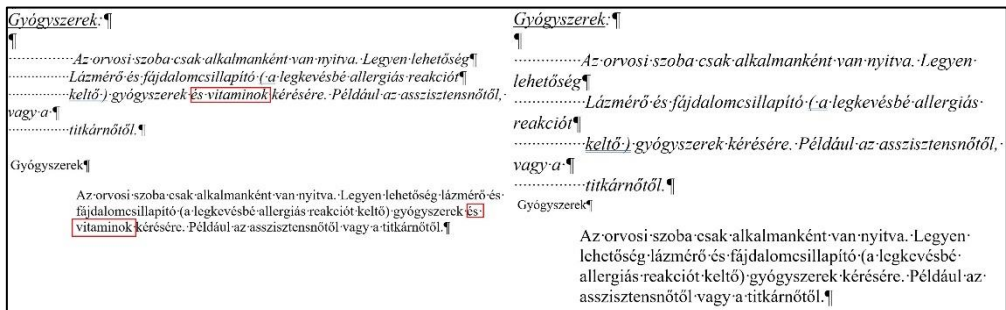 Gyógyszerek:¶
¶
··············Az·orvosi·szoba·csak·alkalmanként·van·nyitva.·Legyen·lehetőség¶
··············Lázmérő·és·fájdalomcsillapító·(·a·legkevésbé·allergiás·reakciót¶
··············keltő·)·gyógyszerek·és·vitaminok·kérésére.·Például·az·asszisztensnőtől,·
vagy·a·¶
··············titkárnőtől.¶
Gyógyszerek¶
Az·orvosi·szoba·csak·alkalmanként·van·nyitva.·Legyen·lehetőség·lázmérő·és·
fájdalomcsillapító·(a·legkevésbé·allergiás·reakciót·keltő)·gyógyszerek·és·
vitaminok·kérésére.·Például·az·asszisztensnőtől·vagy·a·titkárnőtől.¶
Gyógyszerek:¶
¶
··············Az·orvosi·szoba·csak·alkalmanként·van·nyitva.·Legyen·
lehetőség¶
··············Lázmérő·és·fájdalomcsillapító·(·a·legkevésbé·allergiás·
reakciót¶
··············keltő·)·gyógyszerek·kérésére.·Például·az·asszisztensnőtől,·
vagy·a·¶
··············titkárnőtől.¶
Gyógyszerek¶
Az·orvosi·szoba·csak·alkalmanként·van·nyitva.·Legyen·
lehetőség·lázmérő·és·fájdalomcsillapító·(a·legkevésbé·
allergiás·reakciót·keltő)·gyógyszerek·kérésére.·Például·az·
asszisztensnőtől·vagy·a·titkárnőtől.¶